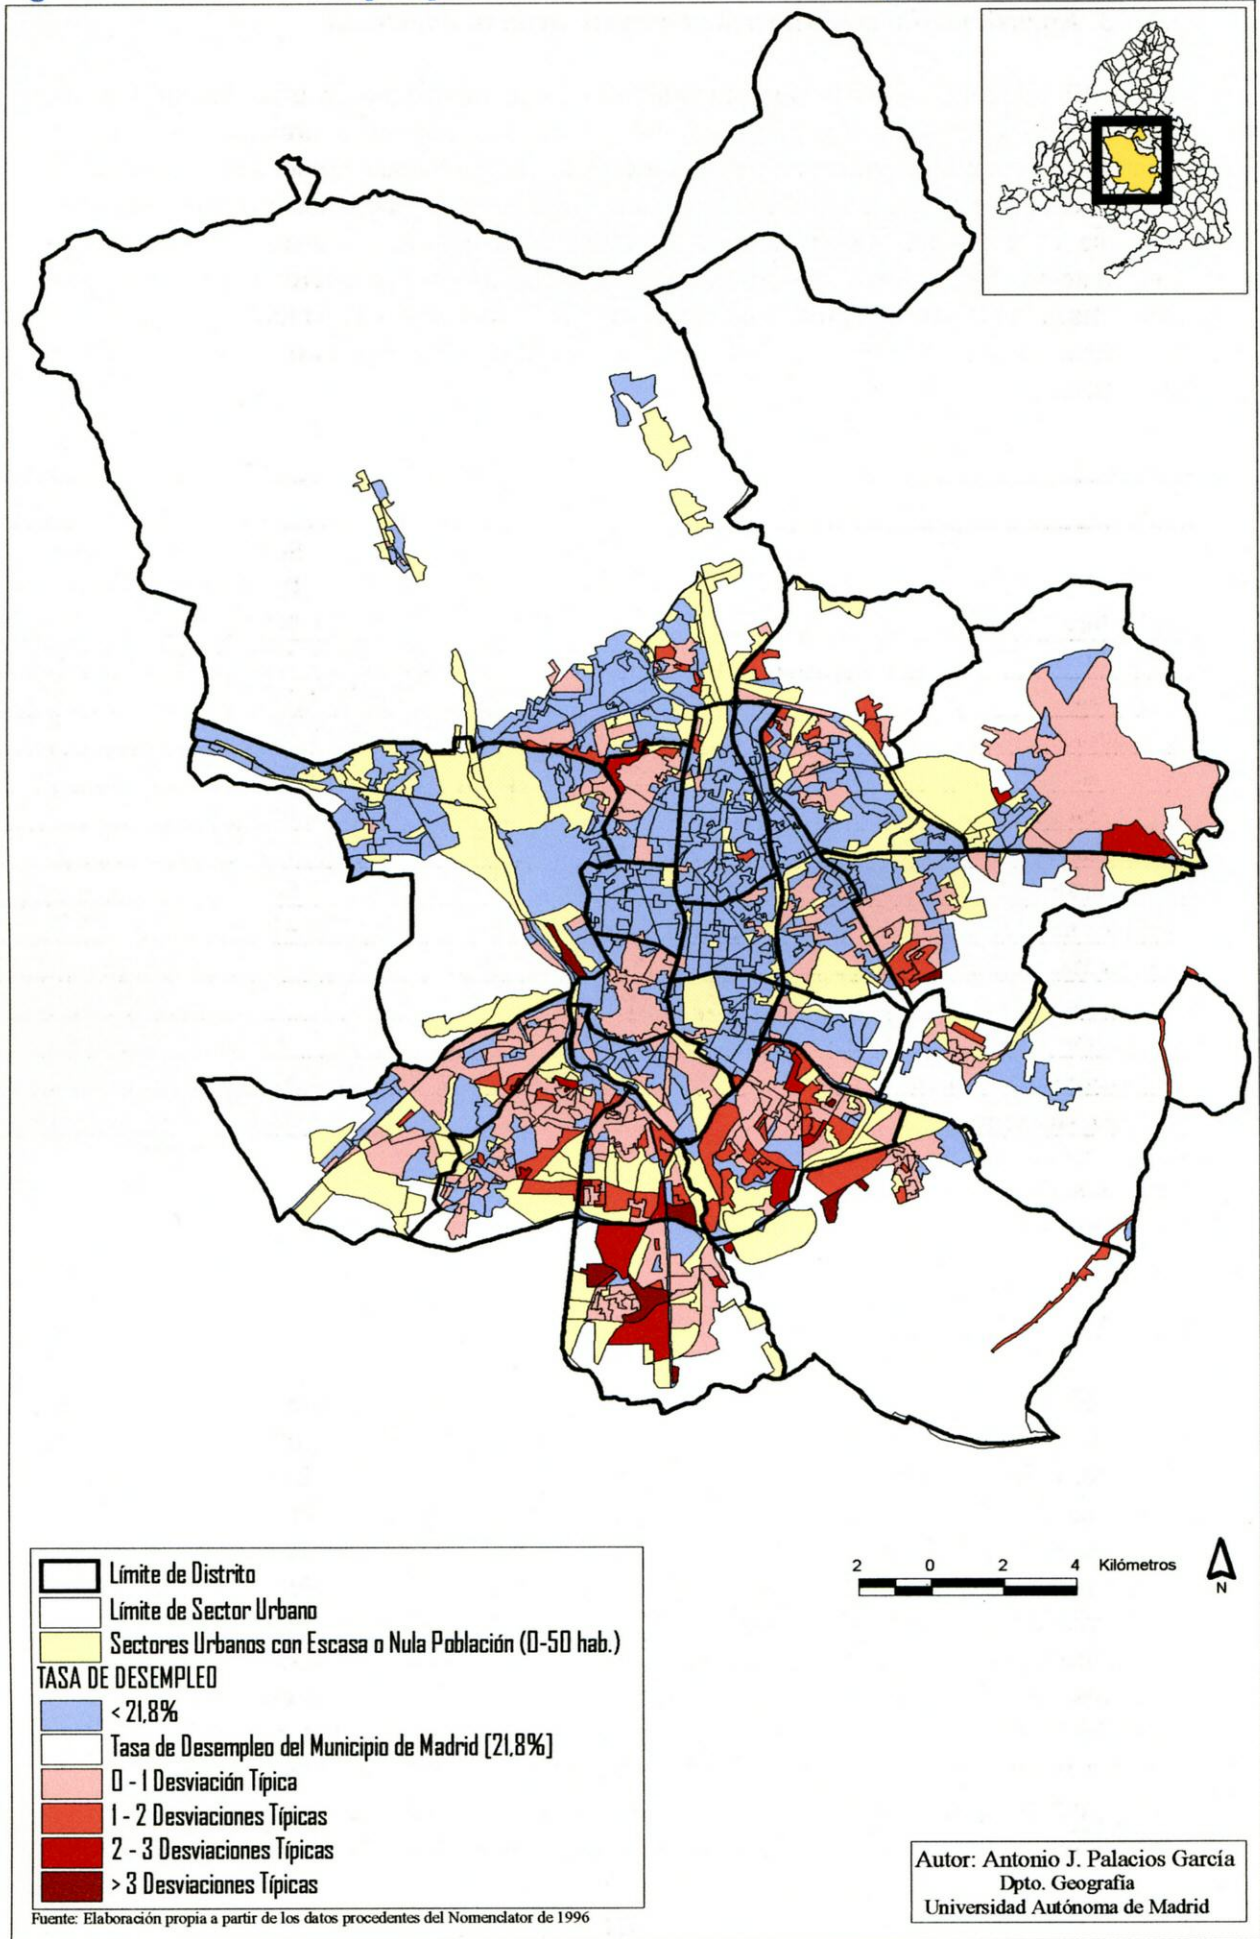 2 0 2 4 Kilómetros
N
Límite de Distrito
Límite de Sector Urbano
Sectores Urbanos con Escasa o Nula Población (0-50 hab.)
TASA DE DESEMPLEO
< 21,8%
Tasa de Desempleo del Municipio de Madrid [21,8%]
0 - 1 Desviación Típica
1 - 2 Desviaciones Típicas
2 - 3 Desviaciones Típicas
> 3 Desviaciones Típicas
Fuente: Elaboración propia a partir de los datos procedentes del Nomenclator de 1996
Autor: Antonio J. Palacios García
Dpto. Geografía
Universidad Autónoma de Madrid